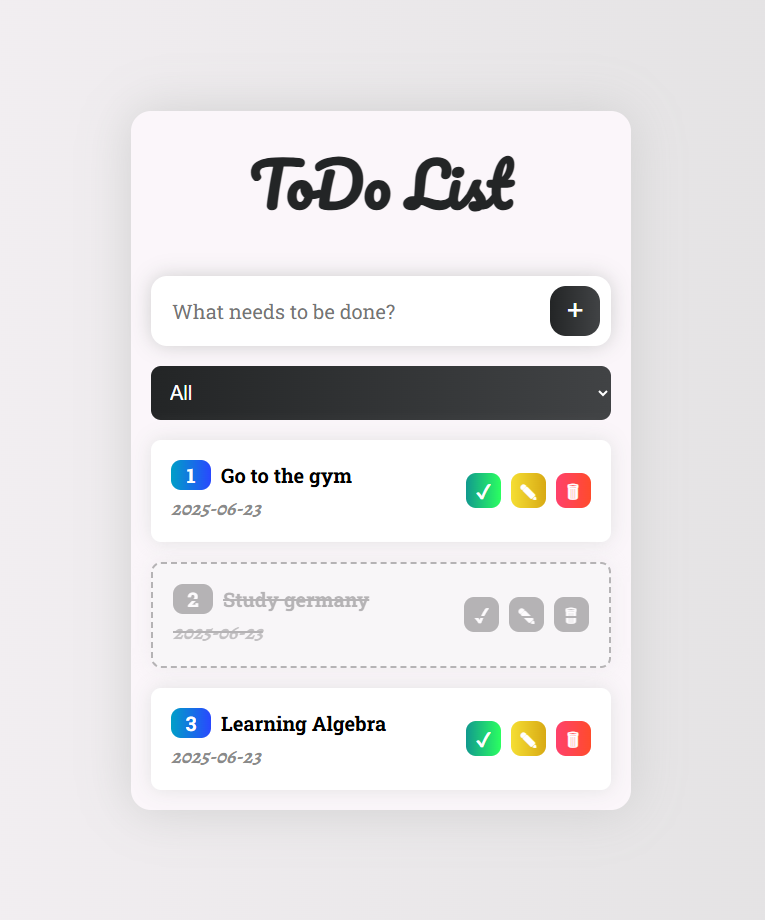 ToDo List
What needs to be done?
+
All
1 Go to the gym
2025-06-23
2 Study germany
2025-06-23
3 Learning Algebra
2025-06-23